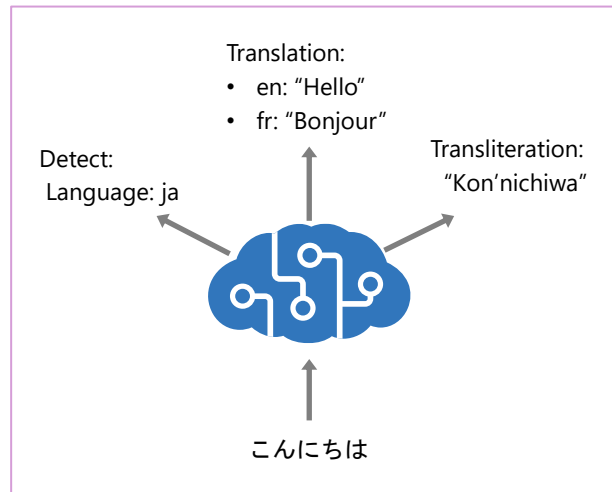 Translation:
• en: “Hello”
• fr: “Bonjour”
Detect:
Language: ja
Transliteration:
“Kon’nichiwa”
こんにちは